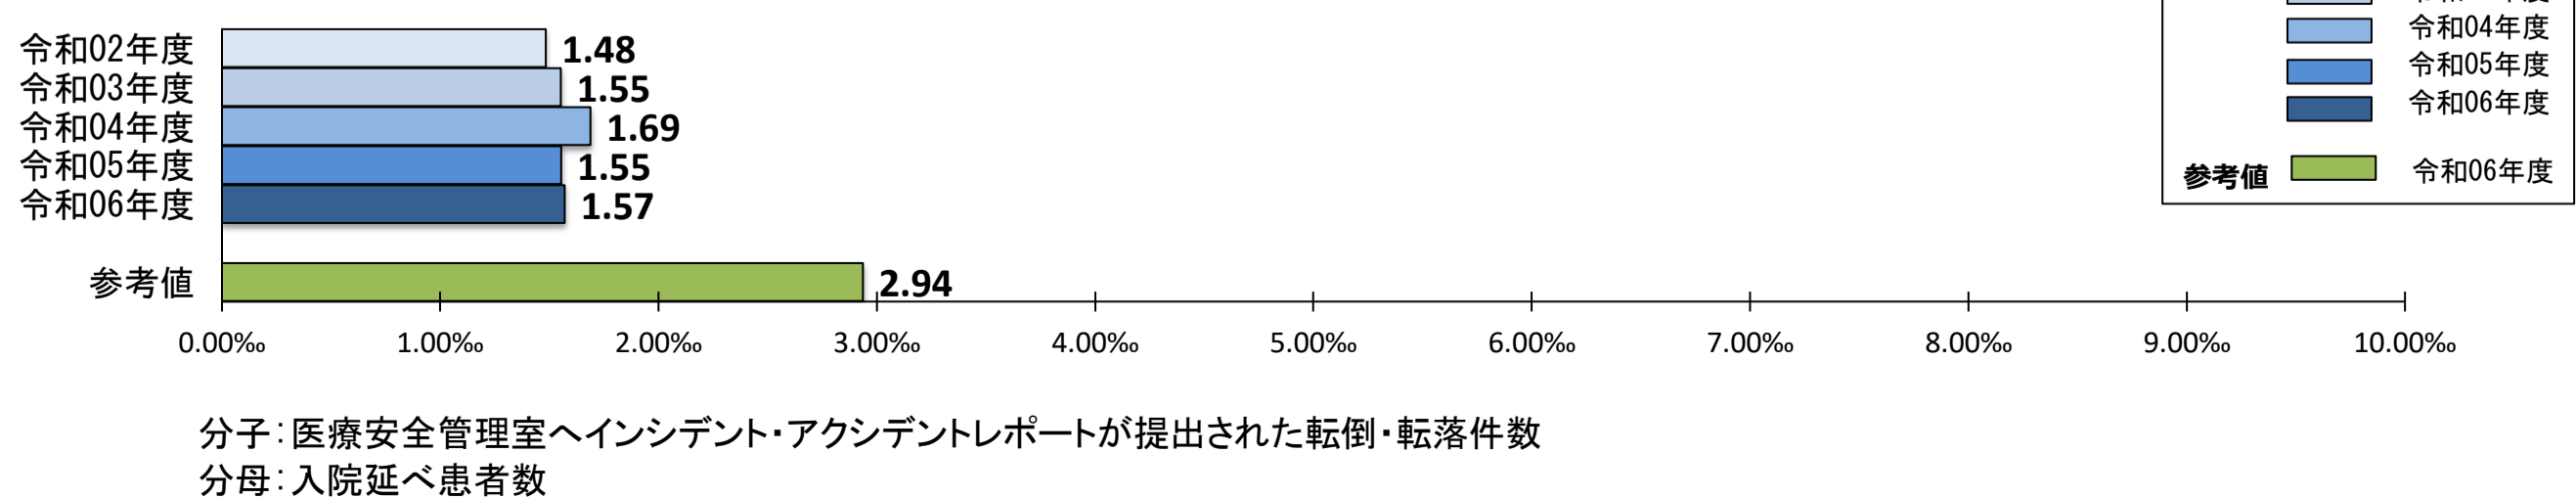 令和02年度 1.48
令和03年度 1.55
令和04年度 1.69
令和05年度 1.55
令和06年度 1.57
参考値 2.94
0.00‰ 1.00‰ 2.00‰ 3.00‰ 4.00‰ 5.00‰ 6.00‰ 7.00‰ 8.00‰ 9.00‰ 10.00‰
令和04年度
令和05年度
令和06年度
参考値 令和06年度
分子：医療安全管理室へインシデント・アクシデントレポートが提出された転倒・転落件数
分母：入院延べ患者数